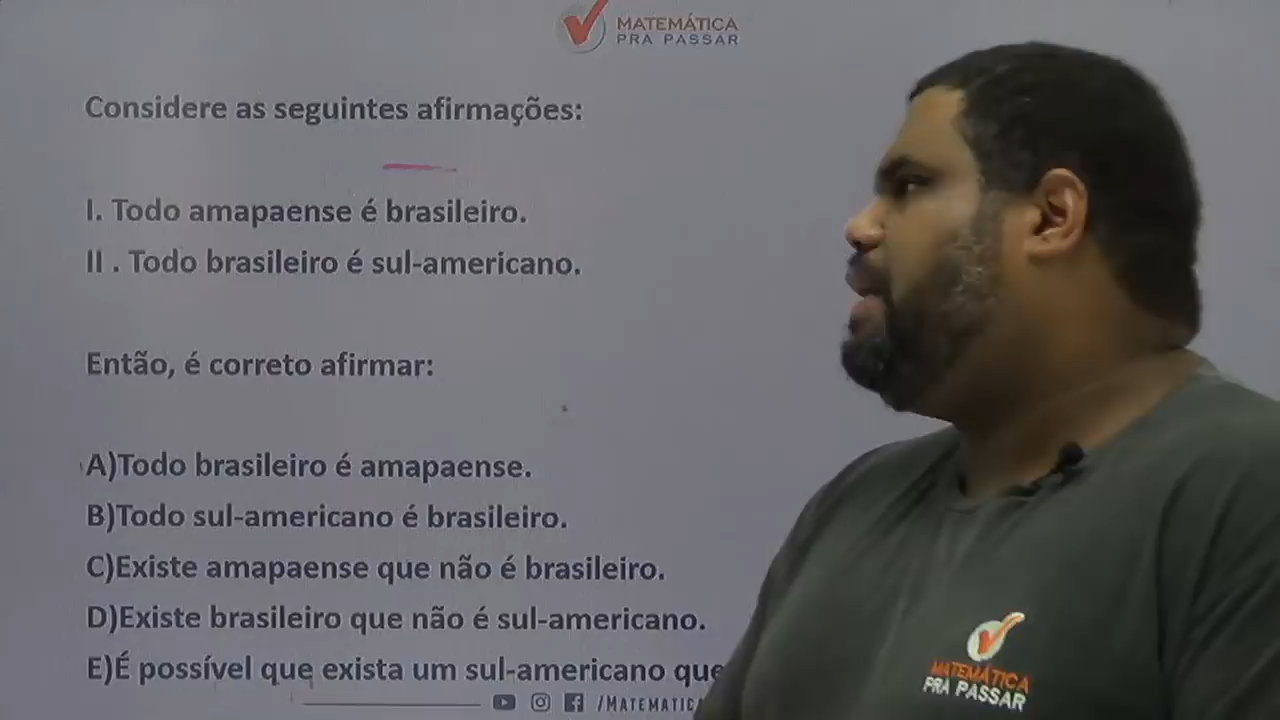 MATEMÁTICA
PRA PASSAR
Considere as seguintes afirmações:
I. Todo amapaense é brasileiro.
II . Todo brasileiro é sul-americano.
Então, é correto afirmar:
A)Todo brasileiro é amapaense.
B)Todo sul-americano é brasileiro.
C)Existe amapaense que não é brasileiro.
D)Existe brasileiro que não é sul-americano.
E)É possível que exista um sul-americano que
MATEMÁTICA
PRA PASSAR